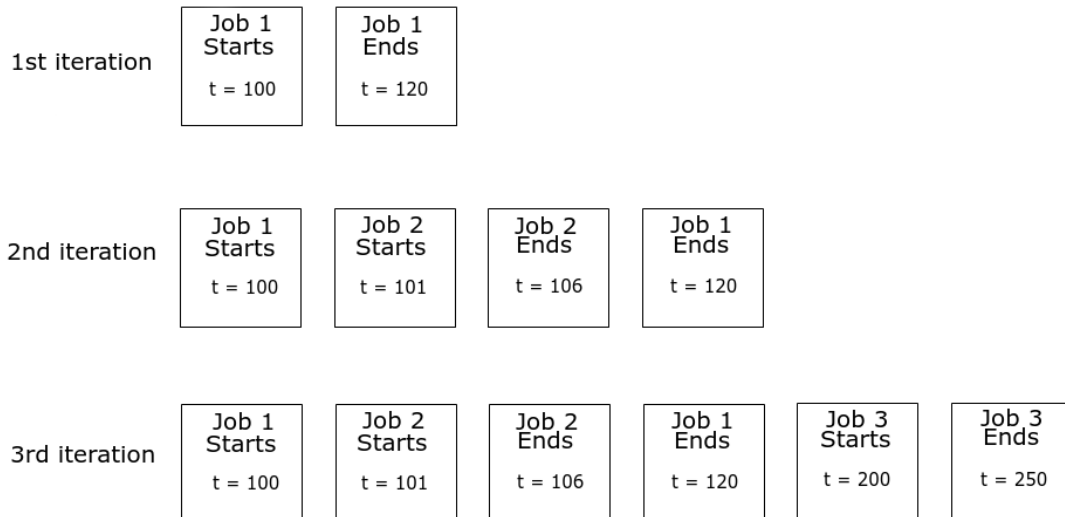 1st iteration
Job 1
Starts
t = 100
Job 1
Ends
t = 120
2nd iteration
Job 1
Starts
t = 100
Job 2
Starts
t = 101
Job 2
Ends
t = 106
Job 1
Ends
t = 120
3rd iteration
Job 1
Starts
t = 100
Job 2
Starts
t = 101
Job 2
Ends
t = 106
Job 1
Ends
t = 120
Job 3
Starts
t = 200
Job 3
Ends
t = 250